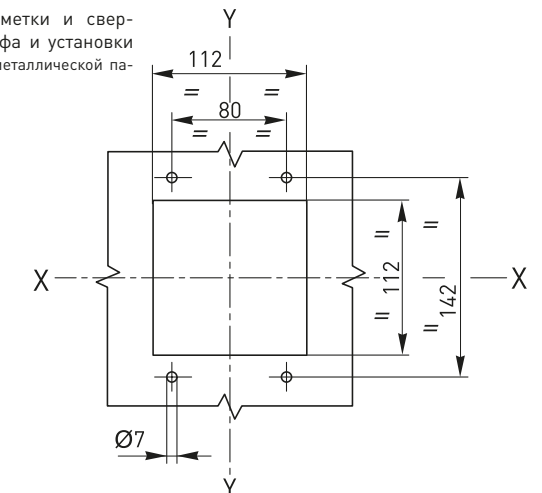 метки и свер-
фа и установки
металлической па-
Y
112
=
=
80
=
=
X
X
=
=
112
142
=
=
Ø7
Y